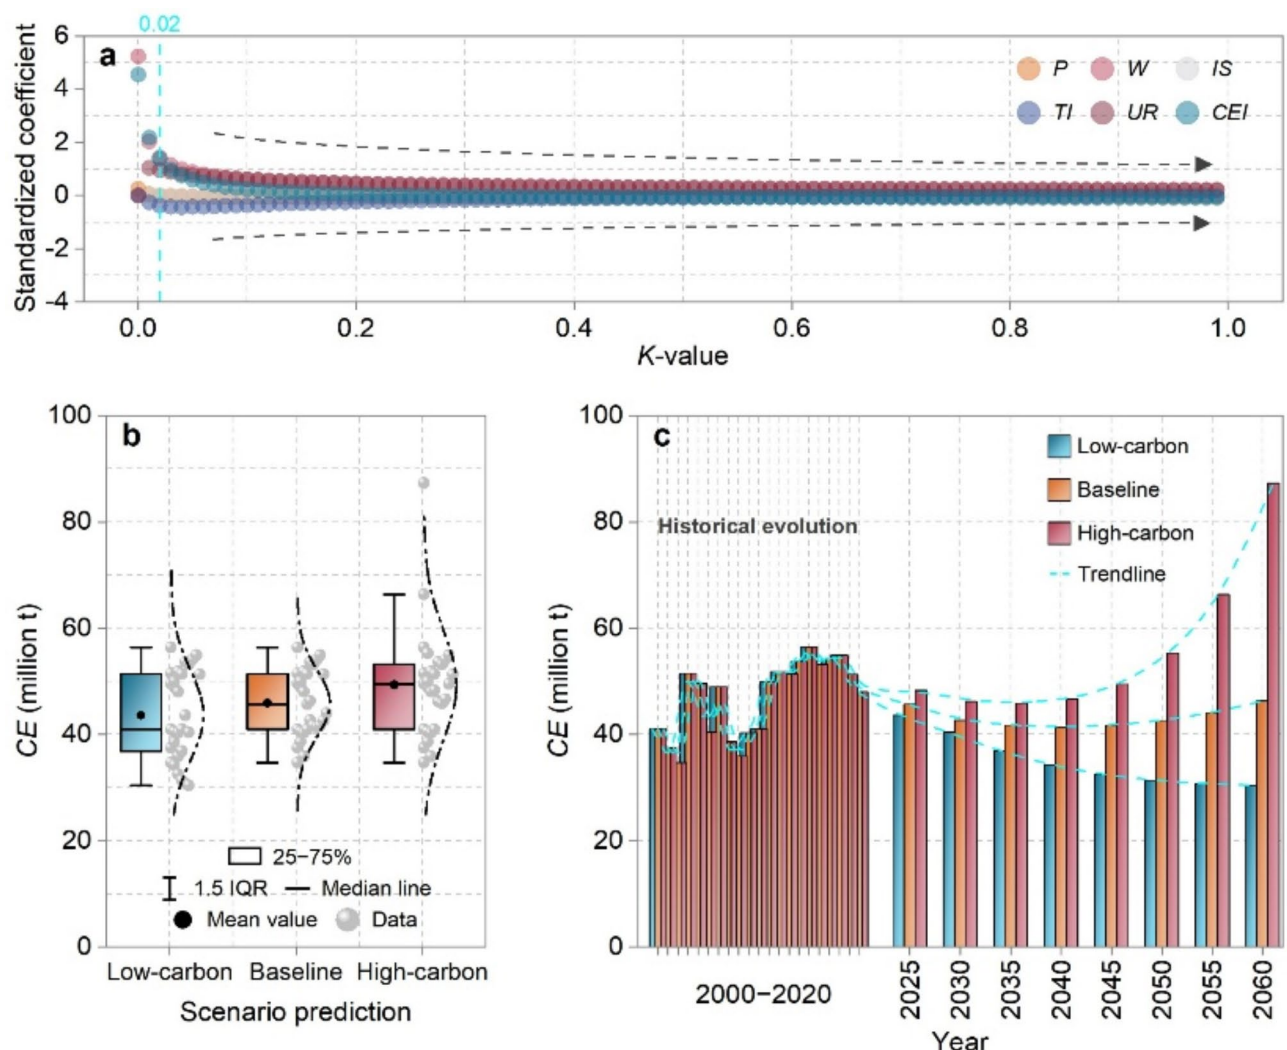 0.02
a
6
4
2
0
-2
-4
Standardized coefficient
P W IS
TI UR CEI
0.0 0.2 0.4 0.6 0.8 1.0
K-value
b
100
80
60
40
20
0
CE (million t)
25−75%
1.5 IQR Median line
Mean value Data
Low-carbon Baseline High-carbon
Scenario prediction
c
100
80
60
40
20
0
CE (million t)
Historical evolution
Low-carbon
Baseline
High-carbon
Trendline
2000−2020
2025 2030 2035 2040 2045 2050 2055 2060
Year